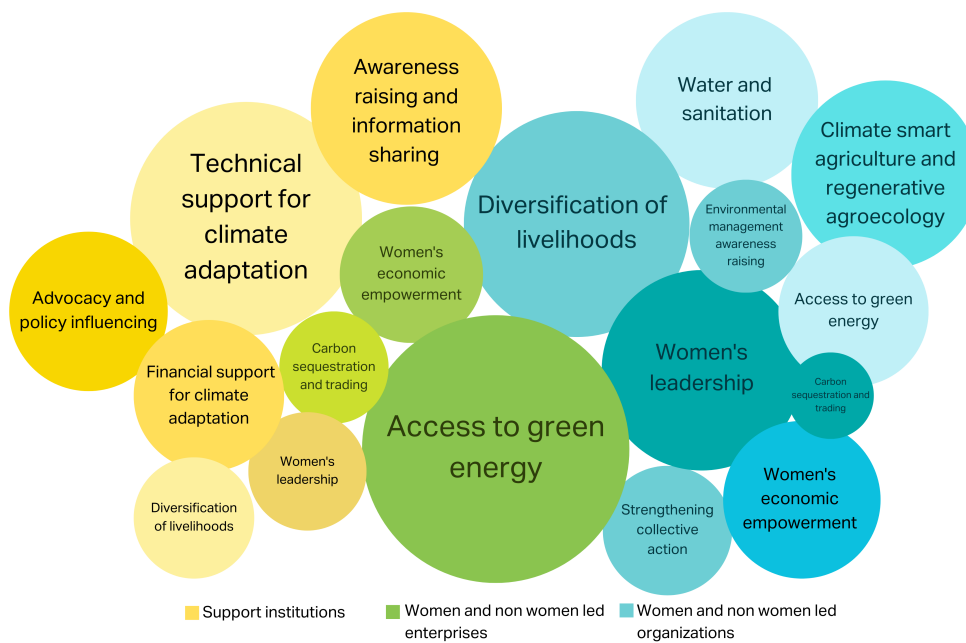 Awareness
raising and
information
sharing
Water and
sanitation
Climate smart
agriculture and
regenerative
agroecology
Technical
support for
climate
adaptation
Diversification of
livelihoods
Environmental
management
awareness
raising
Women's
economic
empowerment
Advocacy and
policy influencing
Access to green
energy
Carbon
sequestration
and trading
Women's
leadership
Financial support
for climate
adaptation
Carbon
sequestration and
trading
Access to green
energy
Women's
leadership
Women's
economic
empowerment
Diversification
of livelihoods
Strengthening
collective
action
Support institutions
Women and non women led
enterprises
Women and non women led
organizations